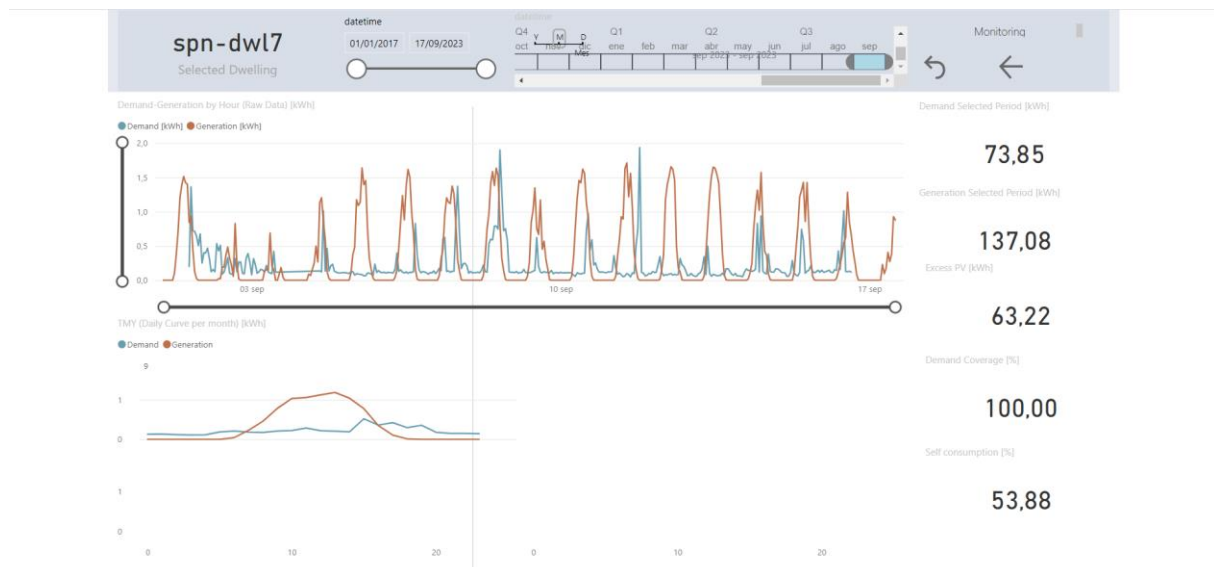 spn-dwl7
Selected Dwelling
datetime
01/01/2017 17/09/2023
datetime
Q4 Q1 Q2 Q3
Y M D
oct nov dic ene feb mar abr may jun jul ago sep
Mes
sep 2023 - sep 2023
Monitoring
Demand-Generation by Hour (Raw Data) [kWh]
Demand [kWh] Generation [kWh]
2,0
1,5
1,0
0,5
0,0
03 sep 10 sep 17 sep
TMY (Daily Curve per month) [kWh]
Demand Generation
9
1
0
1
0
0 10 20 0 10 20
Demand Selected Period [kWh]
73,85
Generation Selected Period [kWh]
137,08
Excess PV [kWh]
63,22
Demand Coverage [%]
100,00
Self consumption [%]
53,88